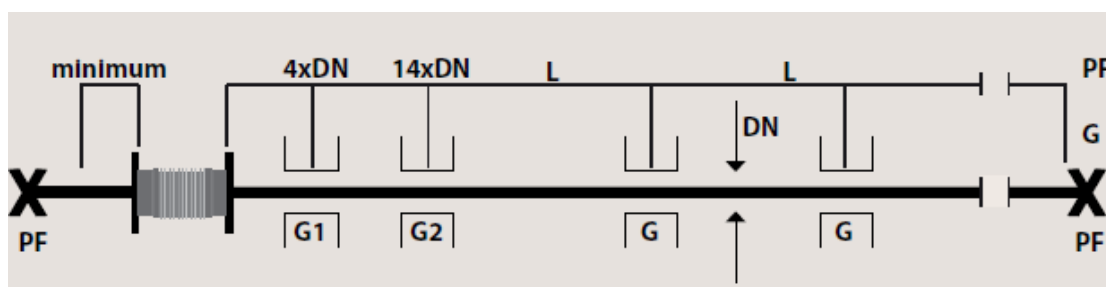 minimum 4xDN 14xDN L L PF
DN G
G1 G2 G G
PF PF